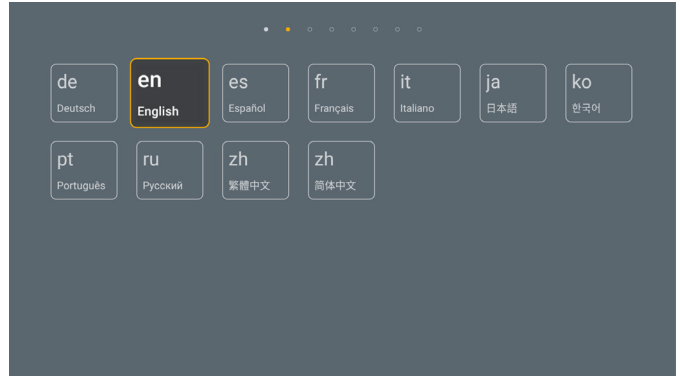 de
Deutsch
en
English
es
Español
fr
Français
it
Italiano
ja
日本語
ko
한국어
pt
Português
ru
Русский
zh
繁體中文
zh
简体中文